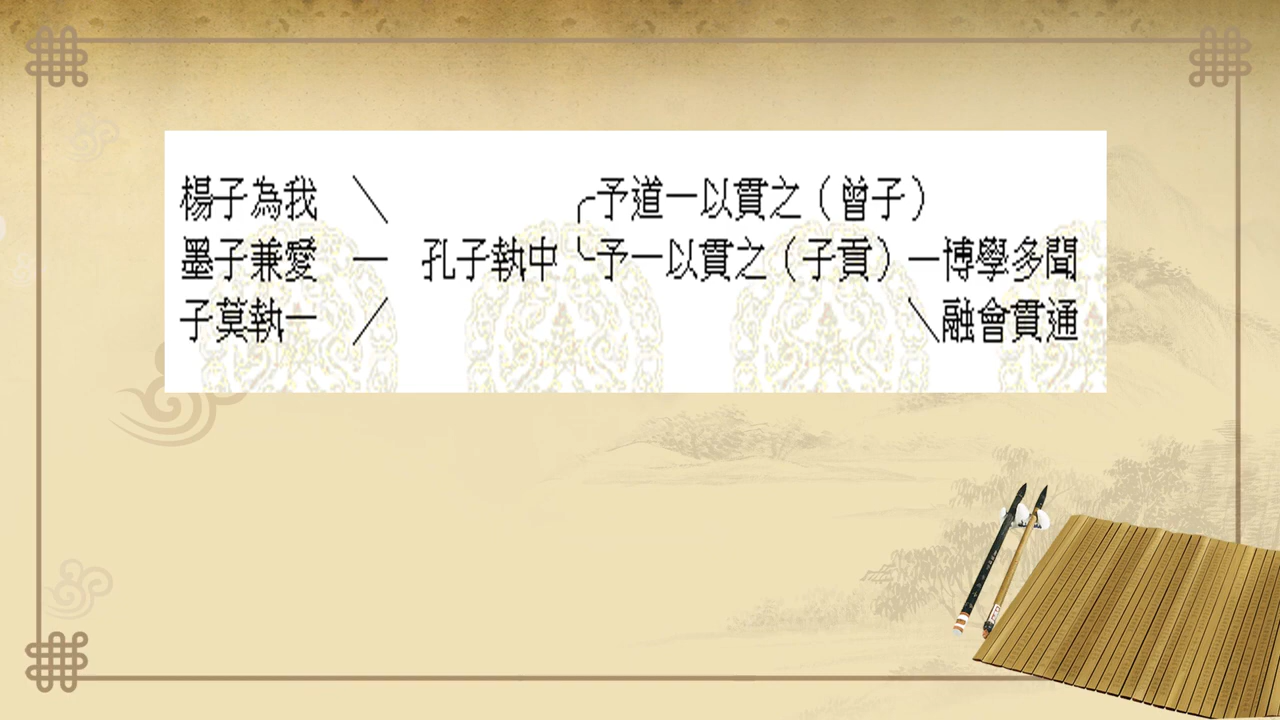 楊子為我 ╲ ┌予道一以貫之（曾子）
墨子兼愛 — 孔子執中 └予一以貫之（子貢）—博學多聞
子莫執一 ╱ ╲融會貫通